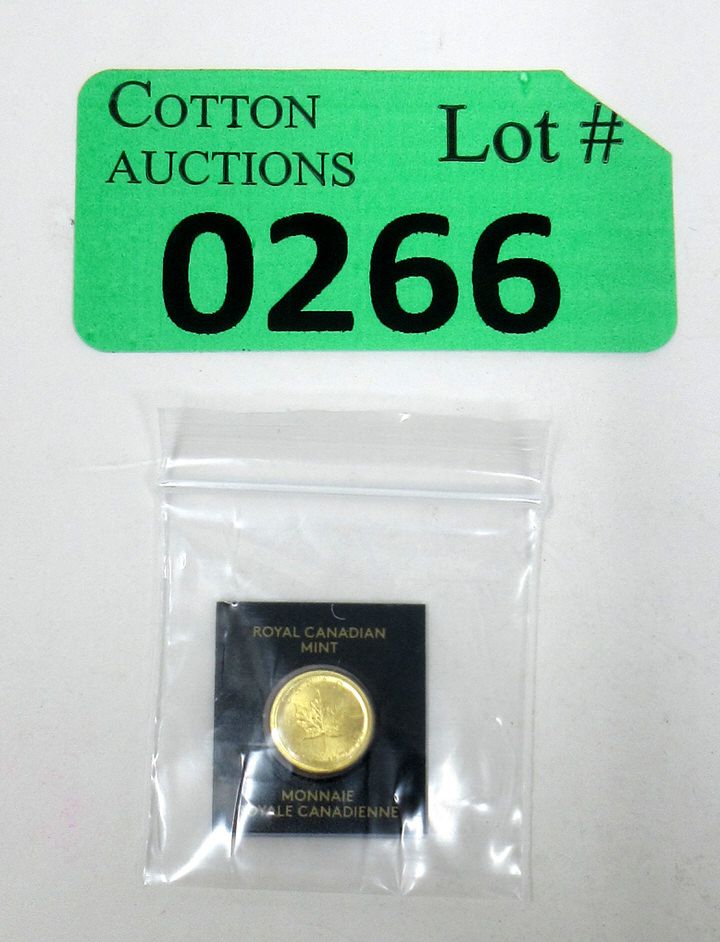 COTTON
AUCTIONS
Lot #
0266
ROYAL CANADIAN
MINT
MONNAIE
CANADIENNE